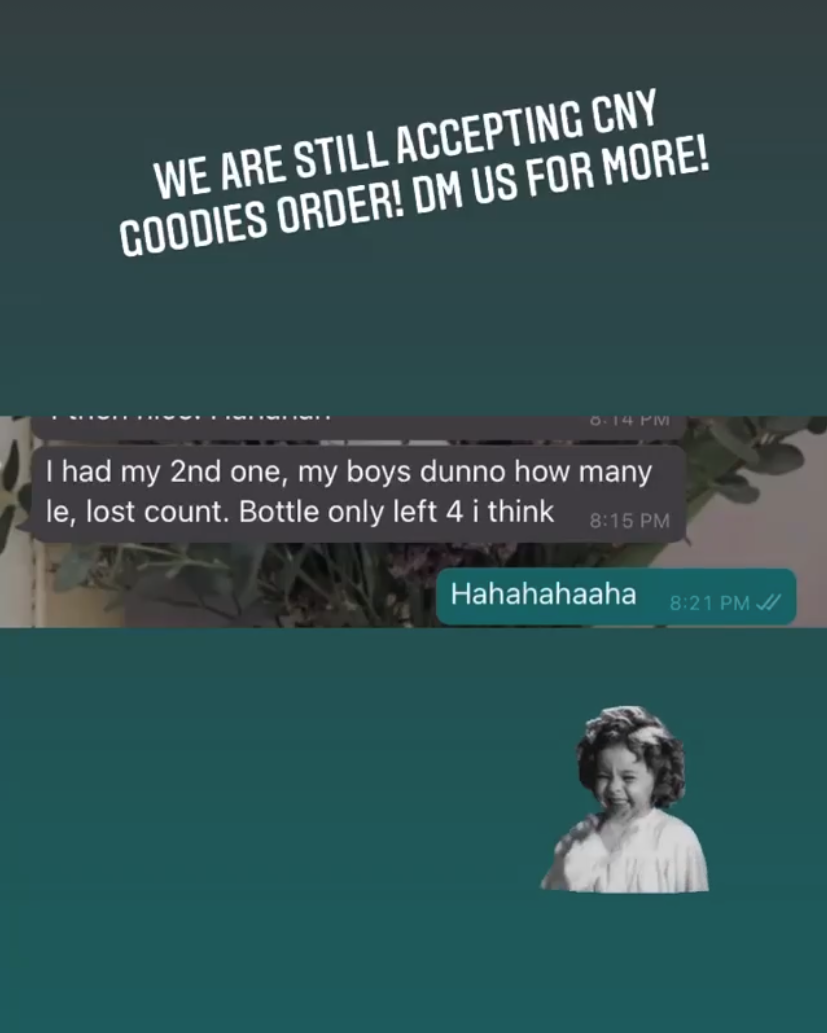 WE ARE STILL ACCEPTING CNY
GOODIES ORDER! DM US FOR MORE!
8:14 PM
I had my 2nd one, my boys dunno how many
le, lost count. Bottle only left 4 i think
8:15 PM
Hahahahaaha
8:21 PM